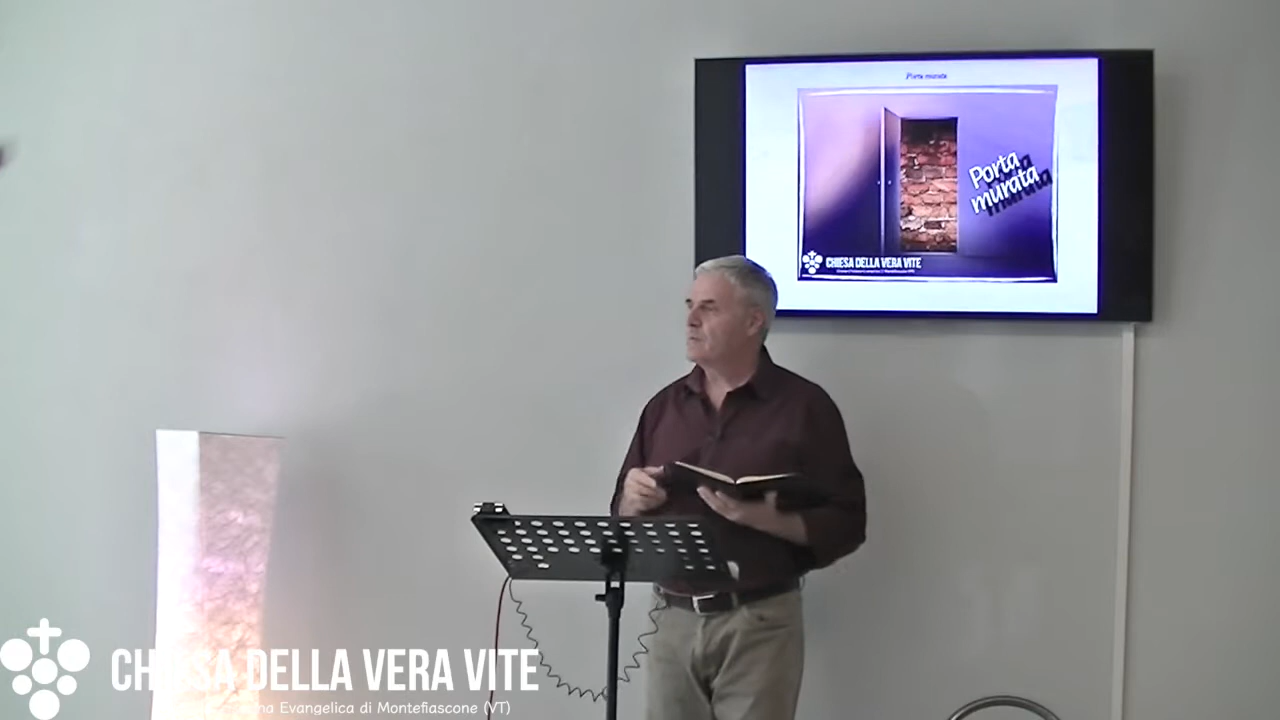 Porta murata
Porta
murata
CHIESA DELLA VERA VITE
CHIESA DELLA VERA VITE
Evangelica di Montefiascone (VT)